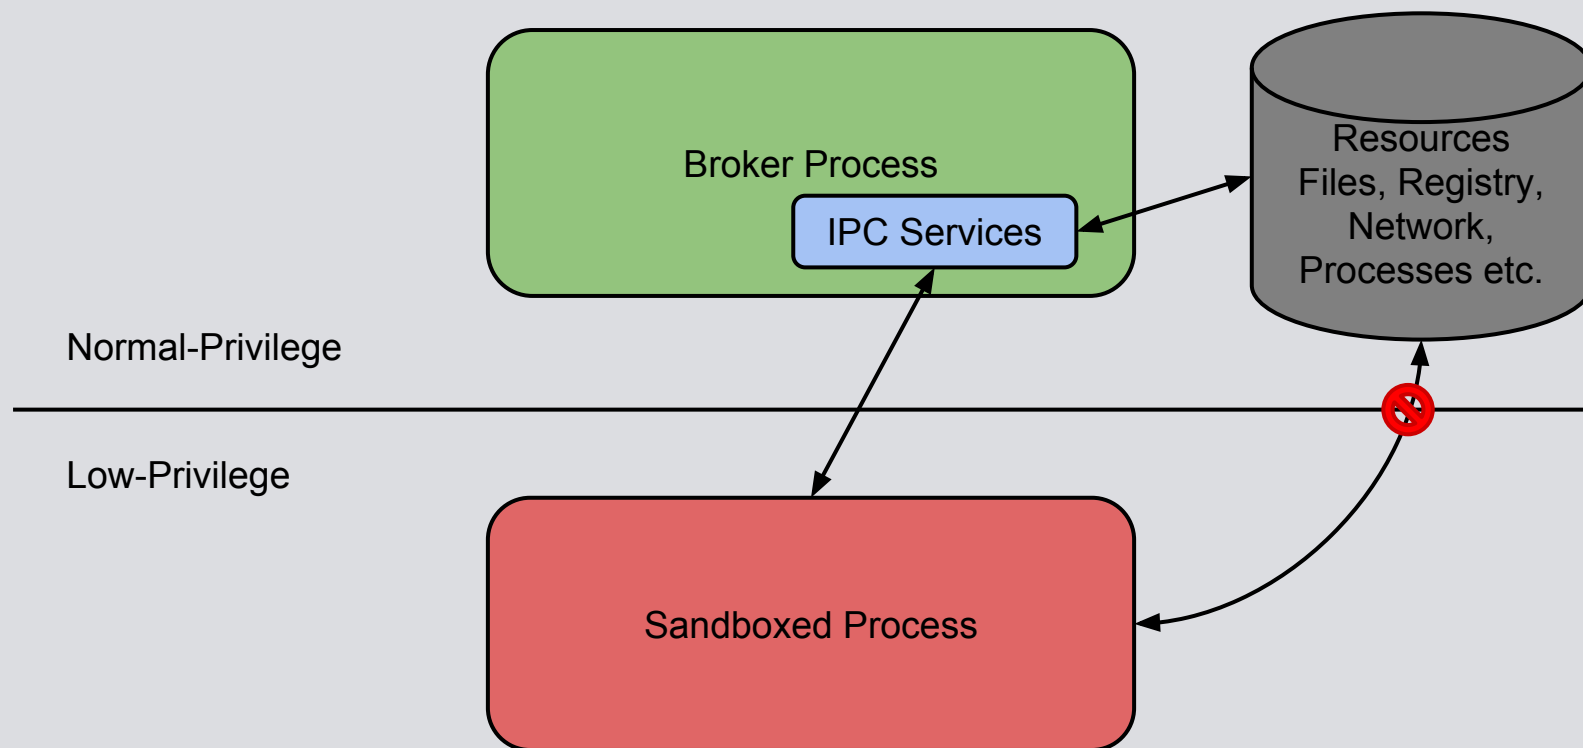 Broker Process
IPC Services
Resources
Files, Registry,
Network,
Processes etc.
Normal-Privilege
Low-Privilege
Sandboxed Process